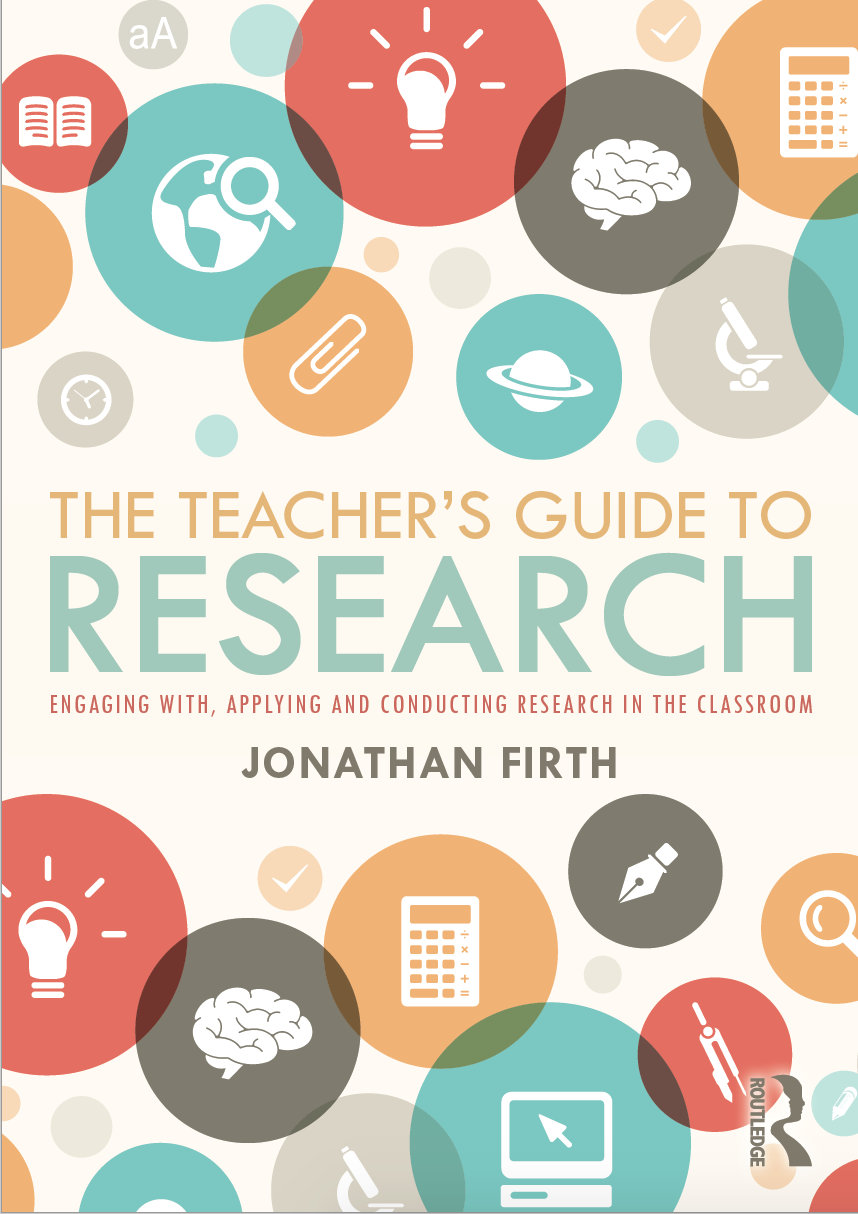 aA
THE TEACHER'S GUIDE TO
RESEARCH
ENGAGING WITH, APPLYING AND CONDUCTING RESEARCH IN THE CLASSROOM
JONATHAN FIRTH
ROUTLEDGE